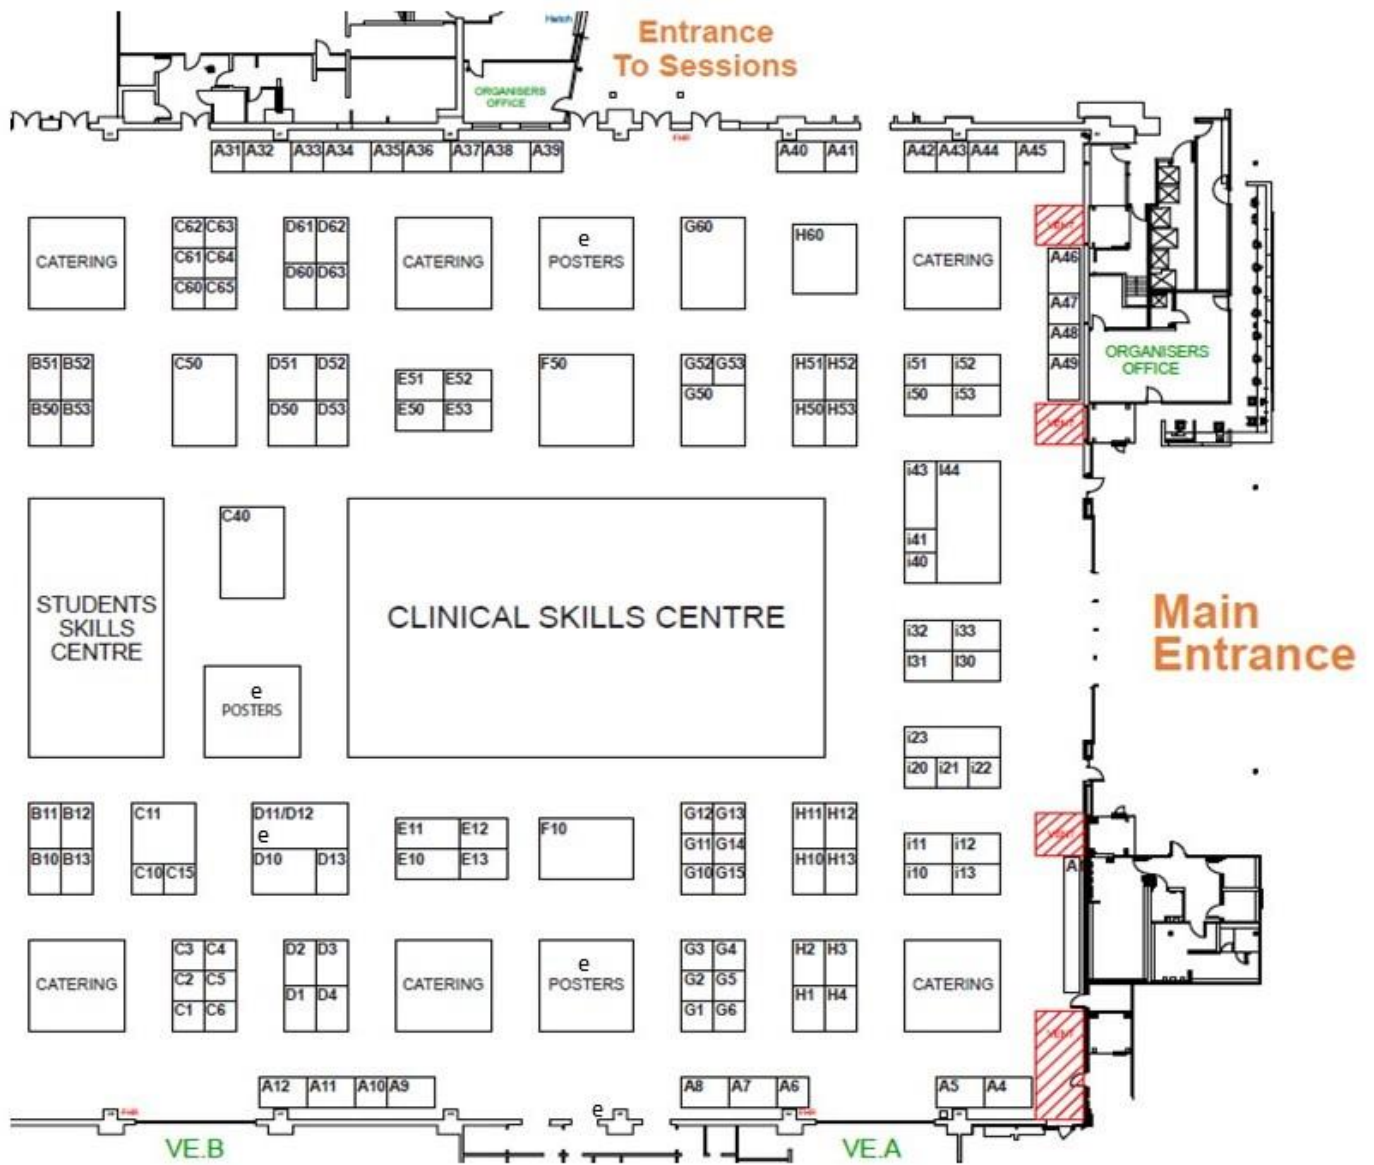 Hatch
Entrance
To Sessions
ORGANISERS
OFFICE
FHR
A31 A32 A33 A34 A35 A36 A37 A38 A39 A40 A41 A42 A43 A44 A45
VENT
CATERING
C62 C63
C61 C64
C60 C65
D61 D62
D60 D63
CATERING
e
POSTERS
G60
H60
CATERING
A46
A47
A48
A49
ORGANISERS
OFFICE
VENT
B51 B52
B50 B53
C50
D51 D52
D50 D53
E51 E52
E50 E53
F50
G52 G53
G50
H51 H52
H50 H53
i51 i52
i50 i53
i43 I44
i41
i40
C40
STUDENTS
SKILLS
CENTRE
CLINICAL SKILLS CENTRE
e
POSTERS
i32 i33
I31 I30
Main
Entrance
i23
i20 i21 i22
B11 B12
B10 B13
C11
C10 C15
D11/D12
e
D10 D13
E11 E12
E10 E13
F10
G12 G13
G11 G14
G10 G15
H11 H12
H10 H13
i11 i12
i10 i13
VENT
CATERING
C3 C4
C2 C5
C1 C6
D2 D3
D1 D4
CATERING
e
POSTERS
G3 G4
G2 G5
G1 G6
H2 H3
H1 H4
CATERING
VENT
A12 A11 A10 A9 A8 A7 A6 A5 A4
FHR
e
FHR
VE.B
VE.A